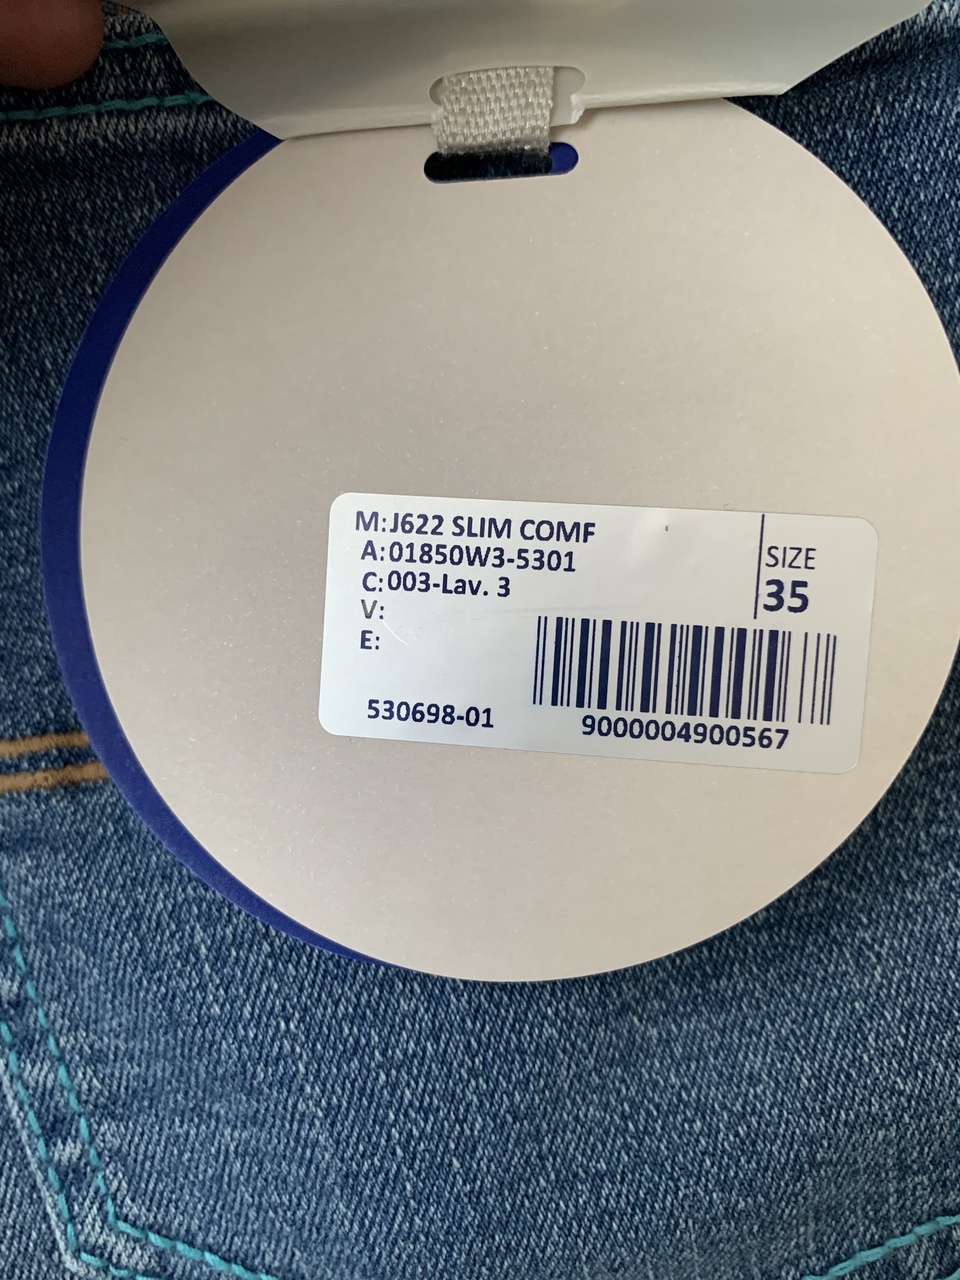 M:J622 SLIM COMF
A:01850W3-5301
C:003-Lav. 3
V:
E:
SIZE
35
530698-01
9000004900567